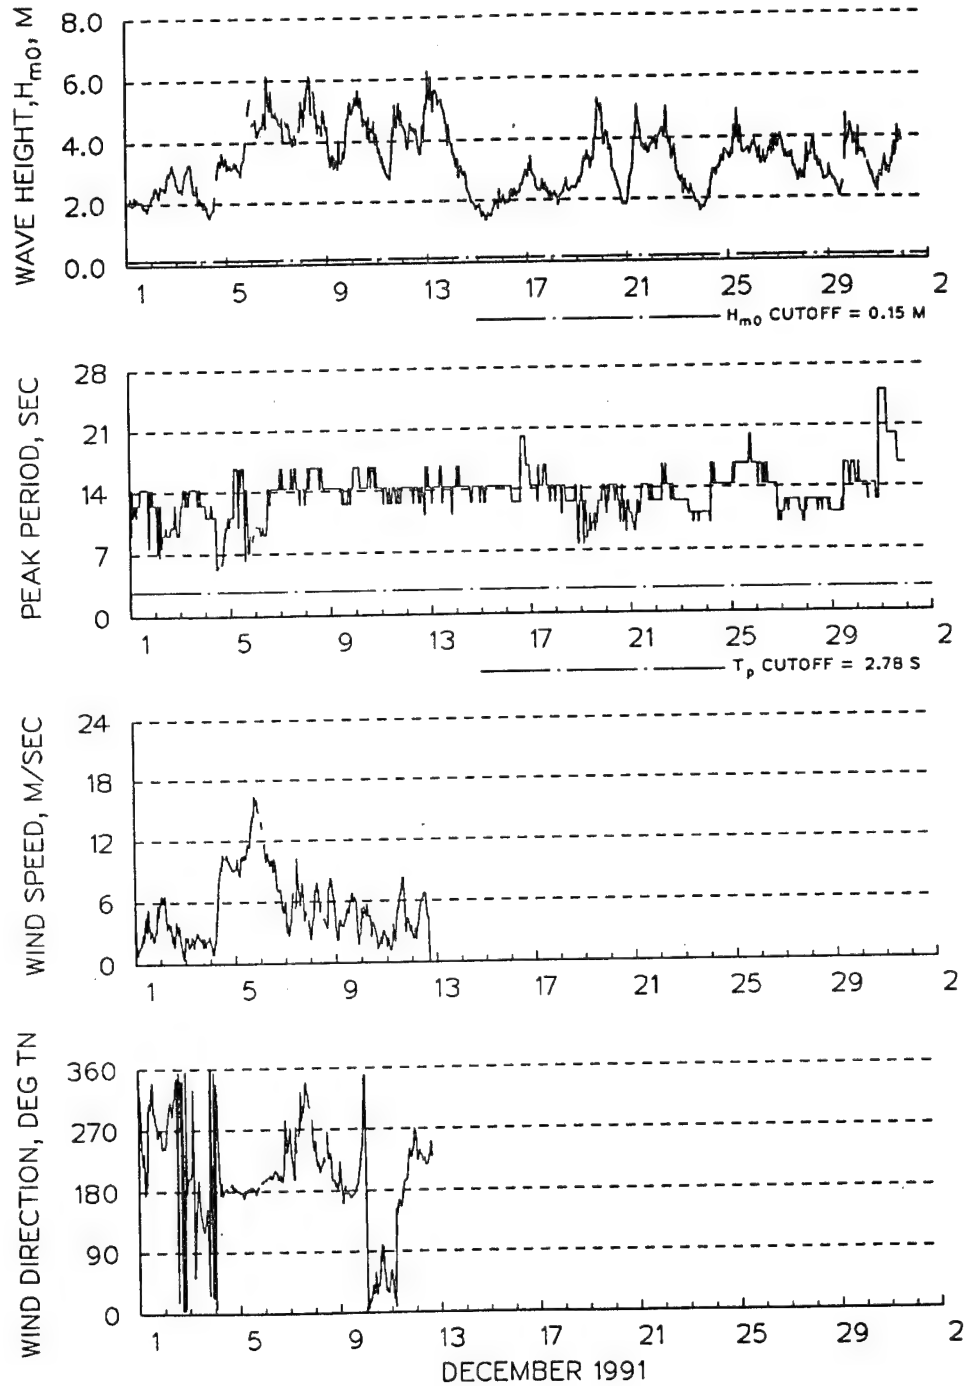 WAVE HEIGHT, Hm0, M
8.0
6.0
4.0
2.0
0.0
1 5 9 13 17 21 25 29 2
Hm0 CUTOFF = 0.15 M
PEAK PERIOD, SEC
28
21
14
7
0
1 5 9 13 17 21 25 29 2
Tp CUTOFF = 2.78 S
WIND SPEED, M/SEC
24
18
12
6
0
1 5 9 13 17 21 25 29 2
WIND DIRECTION, DEG TN
360
270
180
90
0
1 5 9 13 17 21 25 29 2
DECEMBER 1991